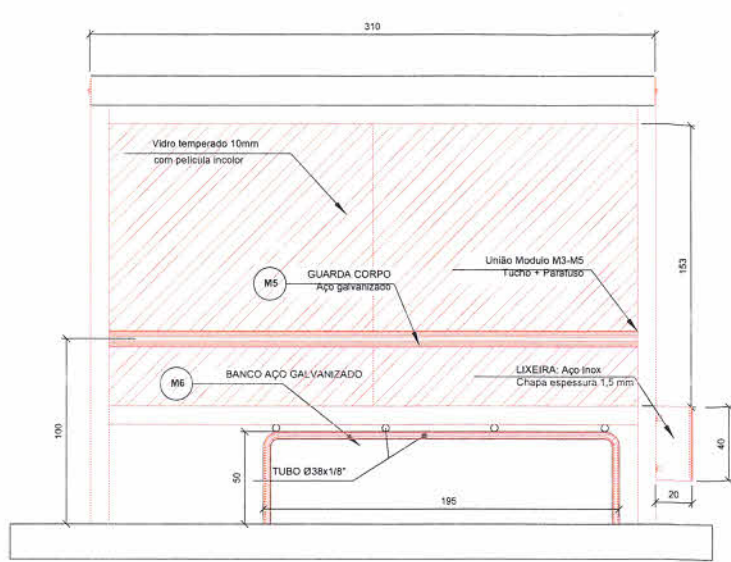 310
Vidro temperado 10mm
com película incolor
153
União Modulo M3-M5
Tucho + Parafuso
M5
GUARDA CORPO
Aço galvanizado
M6
BANCO AÇO GALVANIZADO
LIXEIRA: Aço Inox
Chapa espessura 1,5 mm
100
50
TUBO Ø38x1/8"
195
40
20